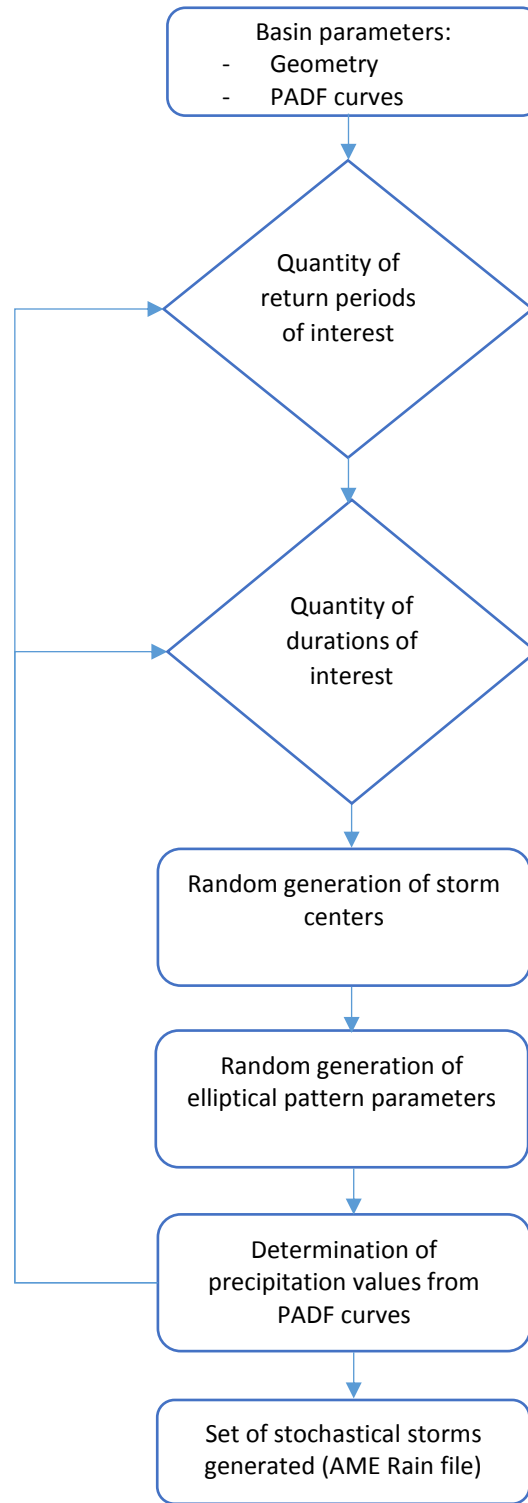 Basin parameters:
- Geometry
- PADF curves
Quantity of
return periods
of interest
Quantity of
durations of
interest
Random generation of storm
centers
Random generation of
elliptical pattern parameters
Determination of
precipitation values from
PADF curves
Set of stochastical storms
generated (AME Rain file)